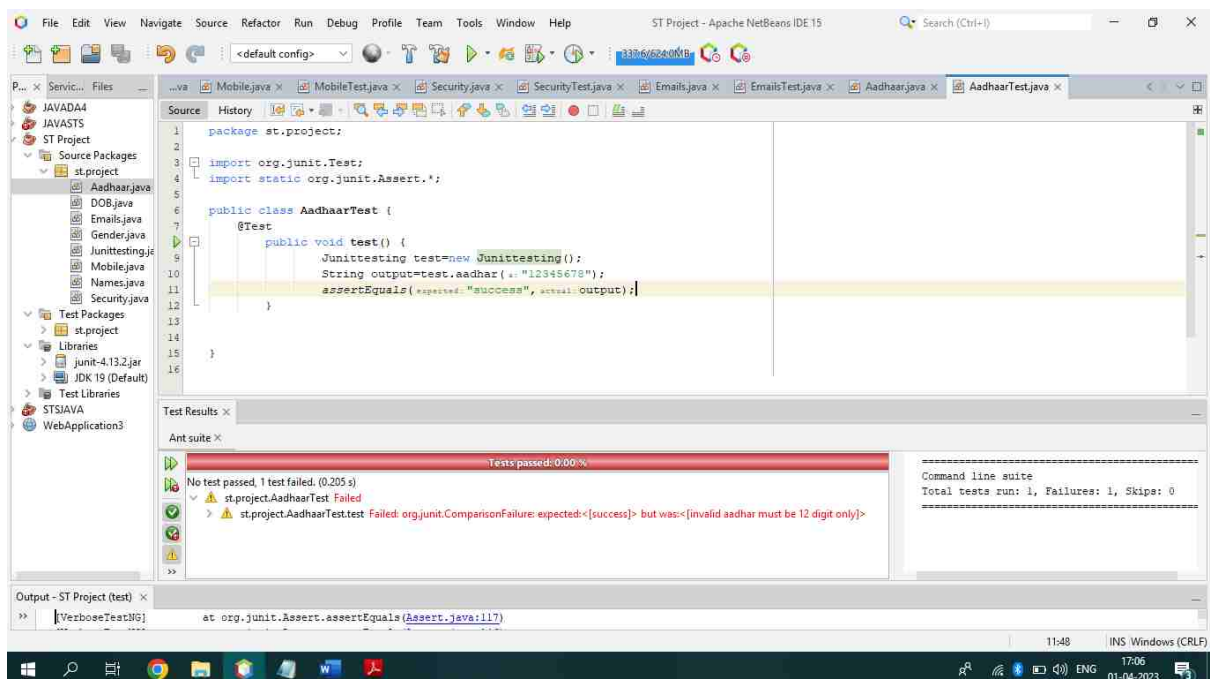 File Edit View Navigate Source Refactor Run Debug Profile Team Tools Window Help
ST Project - Apache NetBeans IDE 15
Search (Ctrl+I)
<default config>
337.6/624.0MB
P... × Servic... Files
...va Mobile.java × MobileTest.java × Security.java × SecurityTest.java × Emails.java × EmailsTest.java × Aadhaar.java × AadhaarTest.java ×
JAVADA4
JAVASTS
ST Project
Source Packages
st.project
Aadhaar.java
DOB.java
Emails.java
Gender.java
Junittesting.ja
Mobile.java
Names.java
Security.java
Test Packages
st.project
Libraries
junit-4.13.2.jar
JDK 19 (Default)
Test Libraries
STSJAVA
WebApplication3
Source History
1 package st.project;
2
3 import org.junit.Test;
4 import static org.junit.Assert.*;
5
6 public class AadhaarTest {
7 @Test
public void test() {
9 Junittesting test=new Junittesting();
10 String output=test.aadhar( a: "12345678");
11 assertEquals( expected: "success", actual: output);
12 }
13
14
15 }
16
Test Results ×
Ant suite ×
Tests passed: 0.00 %
No test passed, 1 test failed. (0.205 s)
st.project.AadhaarTest Failed
st.project.AadhaarTest.test Failed: org.junit.ComparisonFailure: expected:<[success]> but was:<[invalid aadhar must be 12 digit only]>
===============================================
Command line suite
Total tests run: 1, Failures: 1, Skips: 0
===============================================
Output - ST Project (test) ×
[VerboseTestNG] at org.junit.Assert.assertEquals(Assert.java:117)
11:48 INS Windows (CRLF)
ENG
17:06
01-04-2023